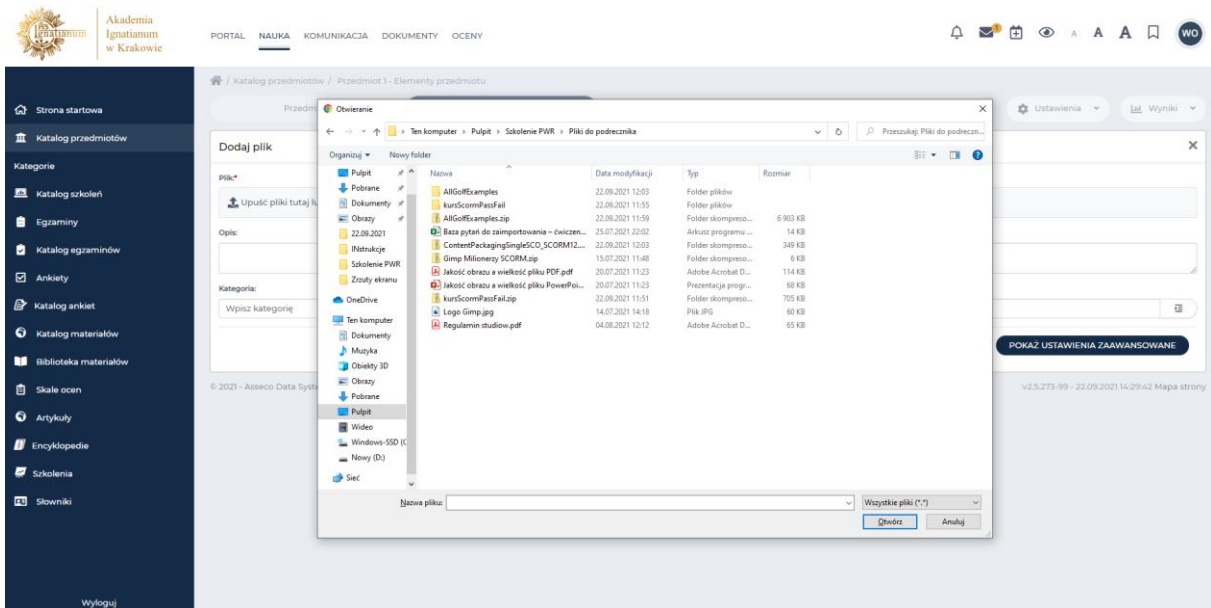 As
Ignatianum
Akademia
Ignatianum
w Krakowie
PORTAL NAUKA KOMUNIKACJA DOKUMENTY OCENY
1 A A A WO
/ Katalog przedmiotów / Przedmiot 1 - Elementy przedmiotu
Strona startowa
Katalog przedmiotów
Kategorie
Katalog szkoleń
Egzaminy
Katalog egzaminów
Ankiety
Katalog ankiet
Katalog materiałów
Biblioteka materiałów
Skale ocen
Artykuły
Encyklopedie
Szkolenia
Słowniki
Wyloguj
Przedm
Ustawienia
Wyniki
Dodaj plik
Plik:*
Upuść pliki tutaj lu
Opis:
Kategoria:
Wpisz kategorię
POKAŻ USTAWIENIA ZAAWANSOWANE
© 2021 - Asseco Data Syst
v2.5.273-99 - 22.09.2021 14:29:42 Mapa strony
Otwieranie
Ten komputer > Pulpit > Szkolenie PWR > Pliki do podrecznika
Przeszukaj: Pliki do podreczn...
Organizuj Nowy folder
Pulpit
Pobrane
Dokumenty
Obrazy
22.09.2021
INstrukcje
Szkolenie PWR
Zrzuty ekranu
OneDrive
Ten komputer
Dokumenty
Muzyka
Obiekty 3D
Obrazy
Pobrane
Pulpit
Wideo
Windows-SSD (C
Nowy (D:)
Sieć
Nazwa Data modyfikacji Typ Rozmiar
AllGolfExamples 22.09.2021 12:03 Folder plików
kursScormPassFail 22.09.2021 11:55 Folder plików
AllGolfExamples.zip 22.09.2021 11:59 Folder skompreso... 6 903 KB
Baza pytań do zaimportowania – ćwiczen... 25.07.2021 22:02 Arkusz programu ... 14 KB
ContentPackagingSingleSCO_SCORM12.... 22.09.2021 12:03 Folder skompreso... 349 KB
Gimp Milionerzy SCORM.zip 15.07.2021 11:48 Folder skompreso... 6 KB
Jakość obrazu a wielkość pliku PDF.pdf 20.07.2021 11:23 Adobe Acrobat D... 114 KB
Jakość obrazu a wielkość pliku PowerPoi... 20.07.2021 11:23 Prezentacja progr... 68 KB
kursScormPassFail.zip 22.09.2021 11:51 Folder skompreso... 705 KB
Logo Gimp.jpg 14.07.2021 14:18 Plik JPG 60 KB
Regulamin studiow.pdf 04.08.2021 12:12 Adobe Acrobat D... 65 KB
Nazwa pliku:
Wszystkie pliki (*.*)
Otwórz Anuluj